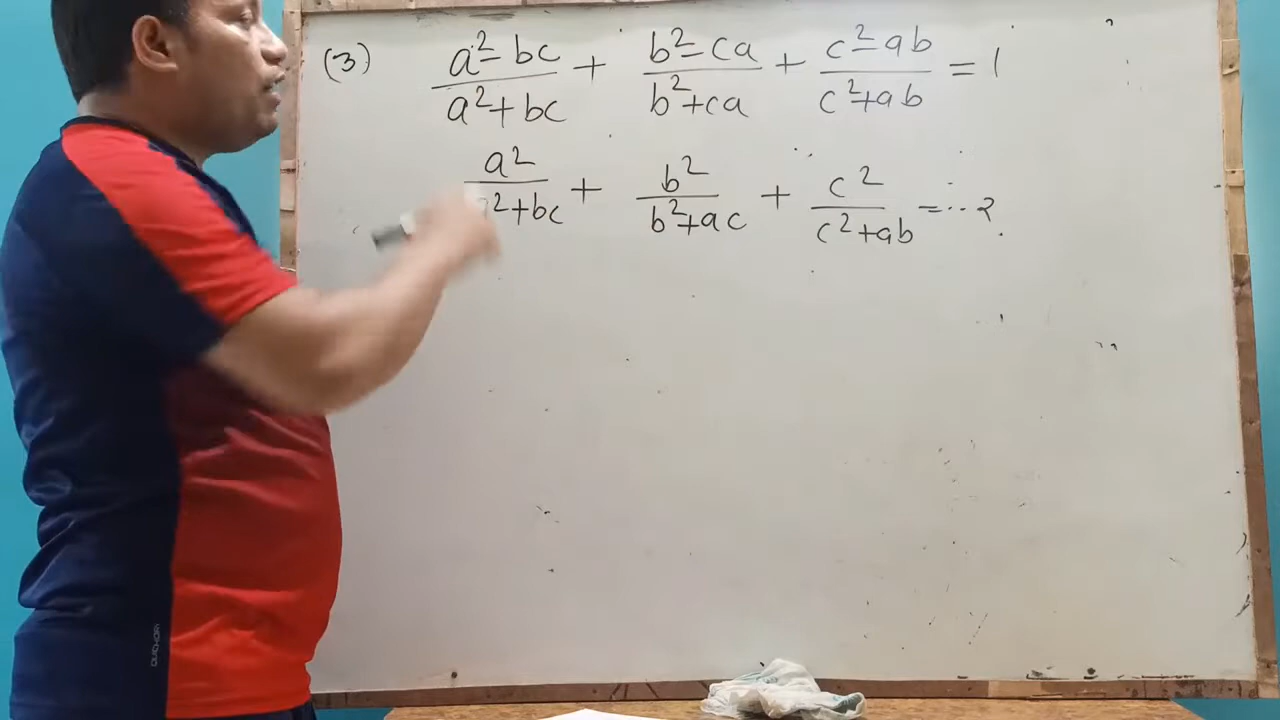 (3) a²-bc/a²+bc + b²-ca/b²+ca + c²-ab/c²+ab = 1
a²/a²+bc + b²/b²+ac + c²/c²+ab = ..?